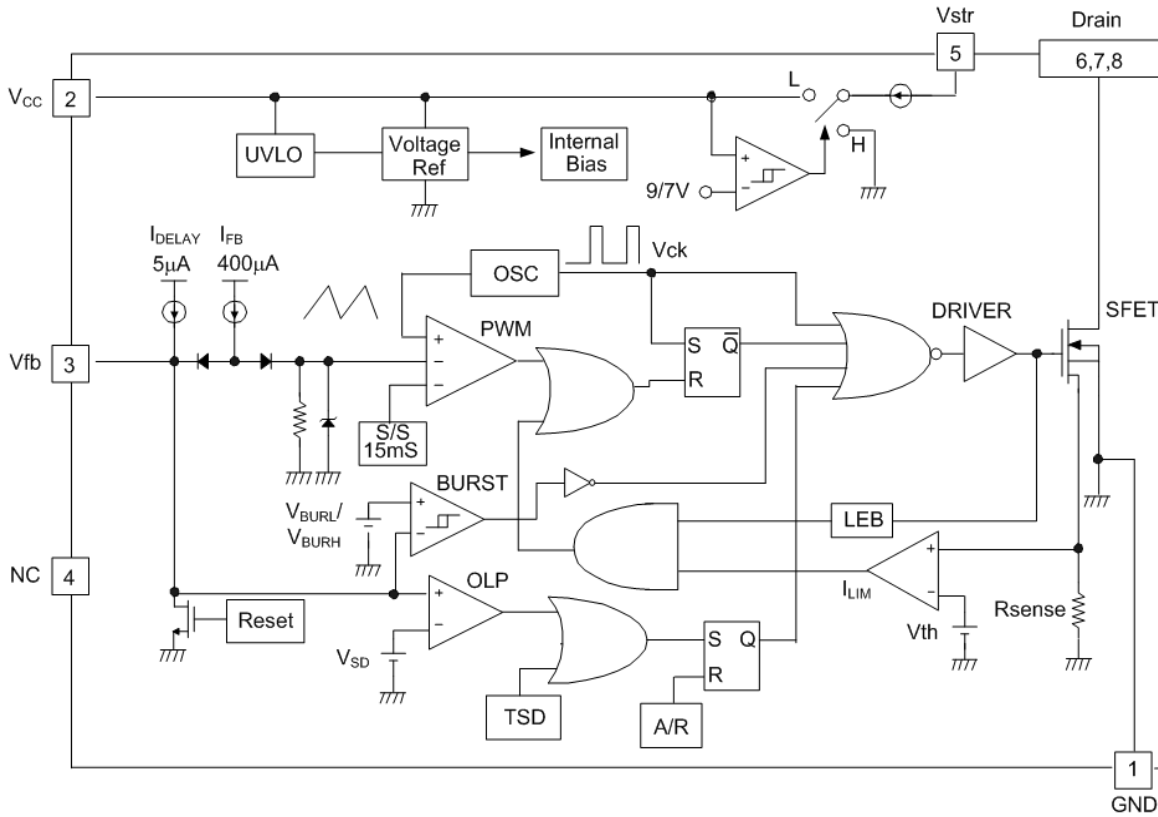 Vstr
Drain
5
6,7,8
VCC
2
L
H
UVLO
Voltage
Ref
Internal
Bias
+
−
9/7V
IDELAY
5μA
IFB
400μA
OSC
Vck
PWM
+
−
−
S
Q̅
R
DRIVER
SFET
Vfb
3
S/S
15mS
BURST
+
−
VBURL/
VBURH
LEB
NC
4
OLP
+
−
ILIM
+
−
Rsense
Vth
Reset
VSD
S
Q
R
TSD
A/R
1
GND